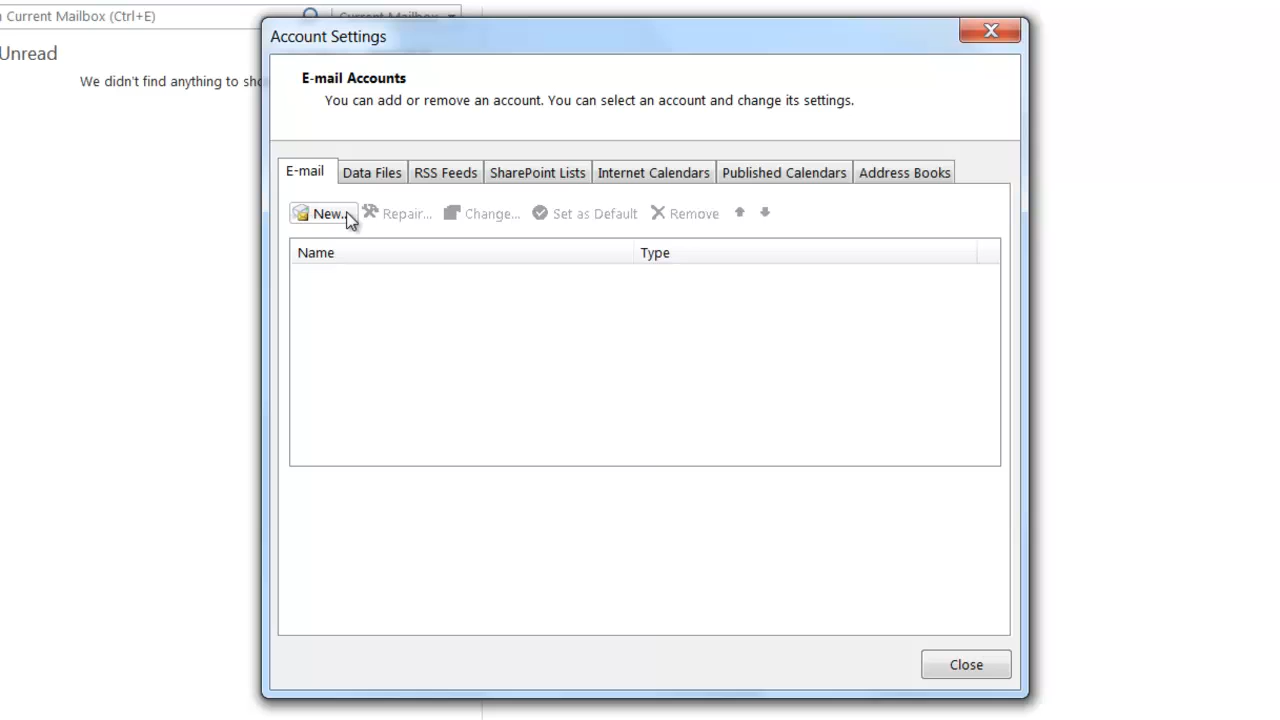 Current Mailbox (Ctrl+E)
Current Mailbox
Unread
We didn't find anything to sho
Account Settings
E-mail Accounts
You can add or remove an account. You can select an account and change its settings.
E-mail Data Files RSS Feeds SharePoint Lists Internet Calendars Published Calendars Address Books
New... Repair... Change... Set as Default Remove
Name Type
Close